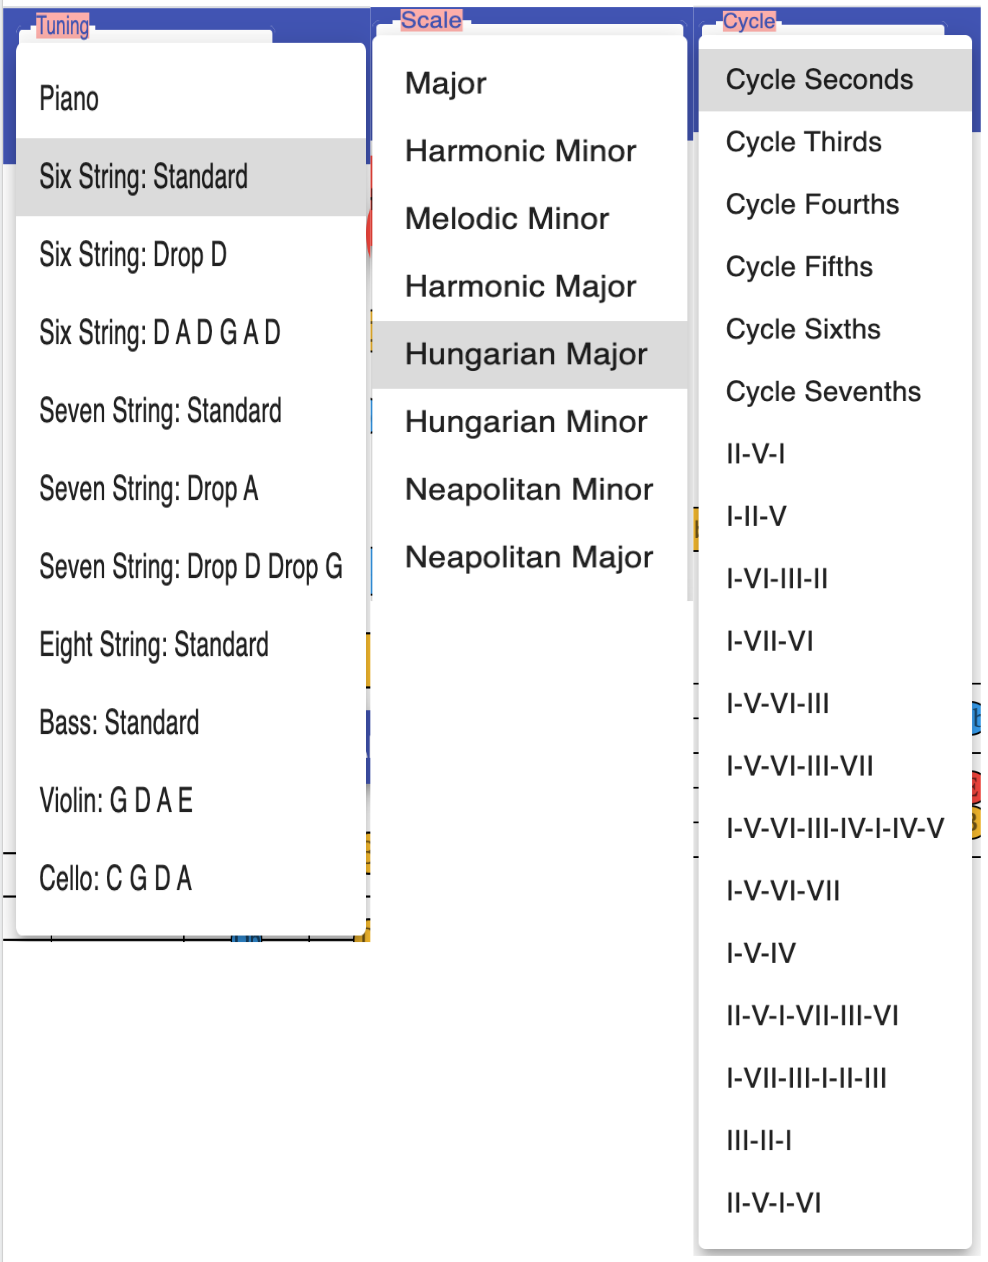 Tuning
Piano
Six String: Standard
Six String: Drop D
Six String: D A D G A D
Seven String: Standard
Seven String: Drop A
Seven String: Drop D Drop G
Eight String: Standard
Bass: Standard
Violin: G D A E
Cello: C G D A
Scale
Major
Harmonic Minor
Melodic Minor
Harmonic Major
Hungarian Major
Hungarian Minor
Neapolitan Minor
Neapolitan Major
Cycle
Cycle Seconds
Cycle Thirds
Cycle Fourths
Cycle Fifths
Cycle Sixths
Cycle Sevenths
II-V-I
I-II-V
I-VI-III-II
I-VII-VI
I-V-VI-III
I-V-VI-III-VII
I-V-VI-III-IV-I-IV-V
I-V-VI-VII
I-V-IV
II-V-I-VII-III-VI
I-VII-III-I-II-III
III-II-I
II-V-I-VI